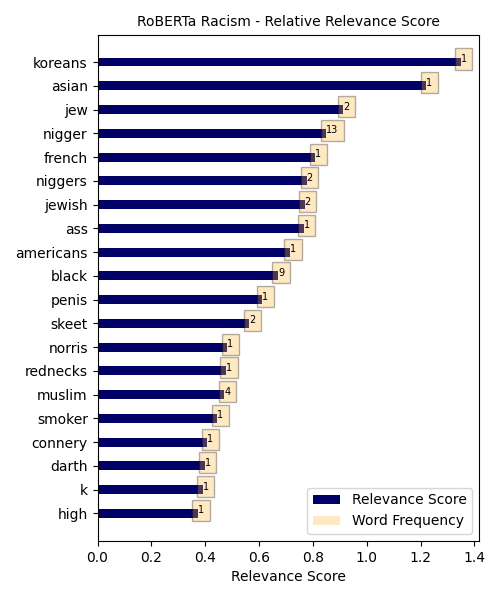 RoBERTa Racism - Relative Relevance Score
koreans 1
asian 1
jew 2
nigger 13
french 1
niggers 2
jewish 2
ass 1
americans 1
black 9
penis 1
skeet 2
norris 1
rednecks 1
muslim 4
smoker 1
connery 1
darth 1
k 1
high 1
Relevance Score
Word Frequency
0.0 0.2 0.4 0.6 0.8 1.0 1.2 1.4
Relevance Score